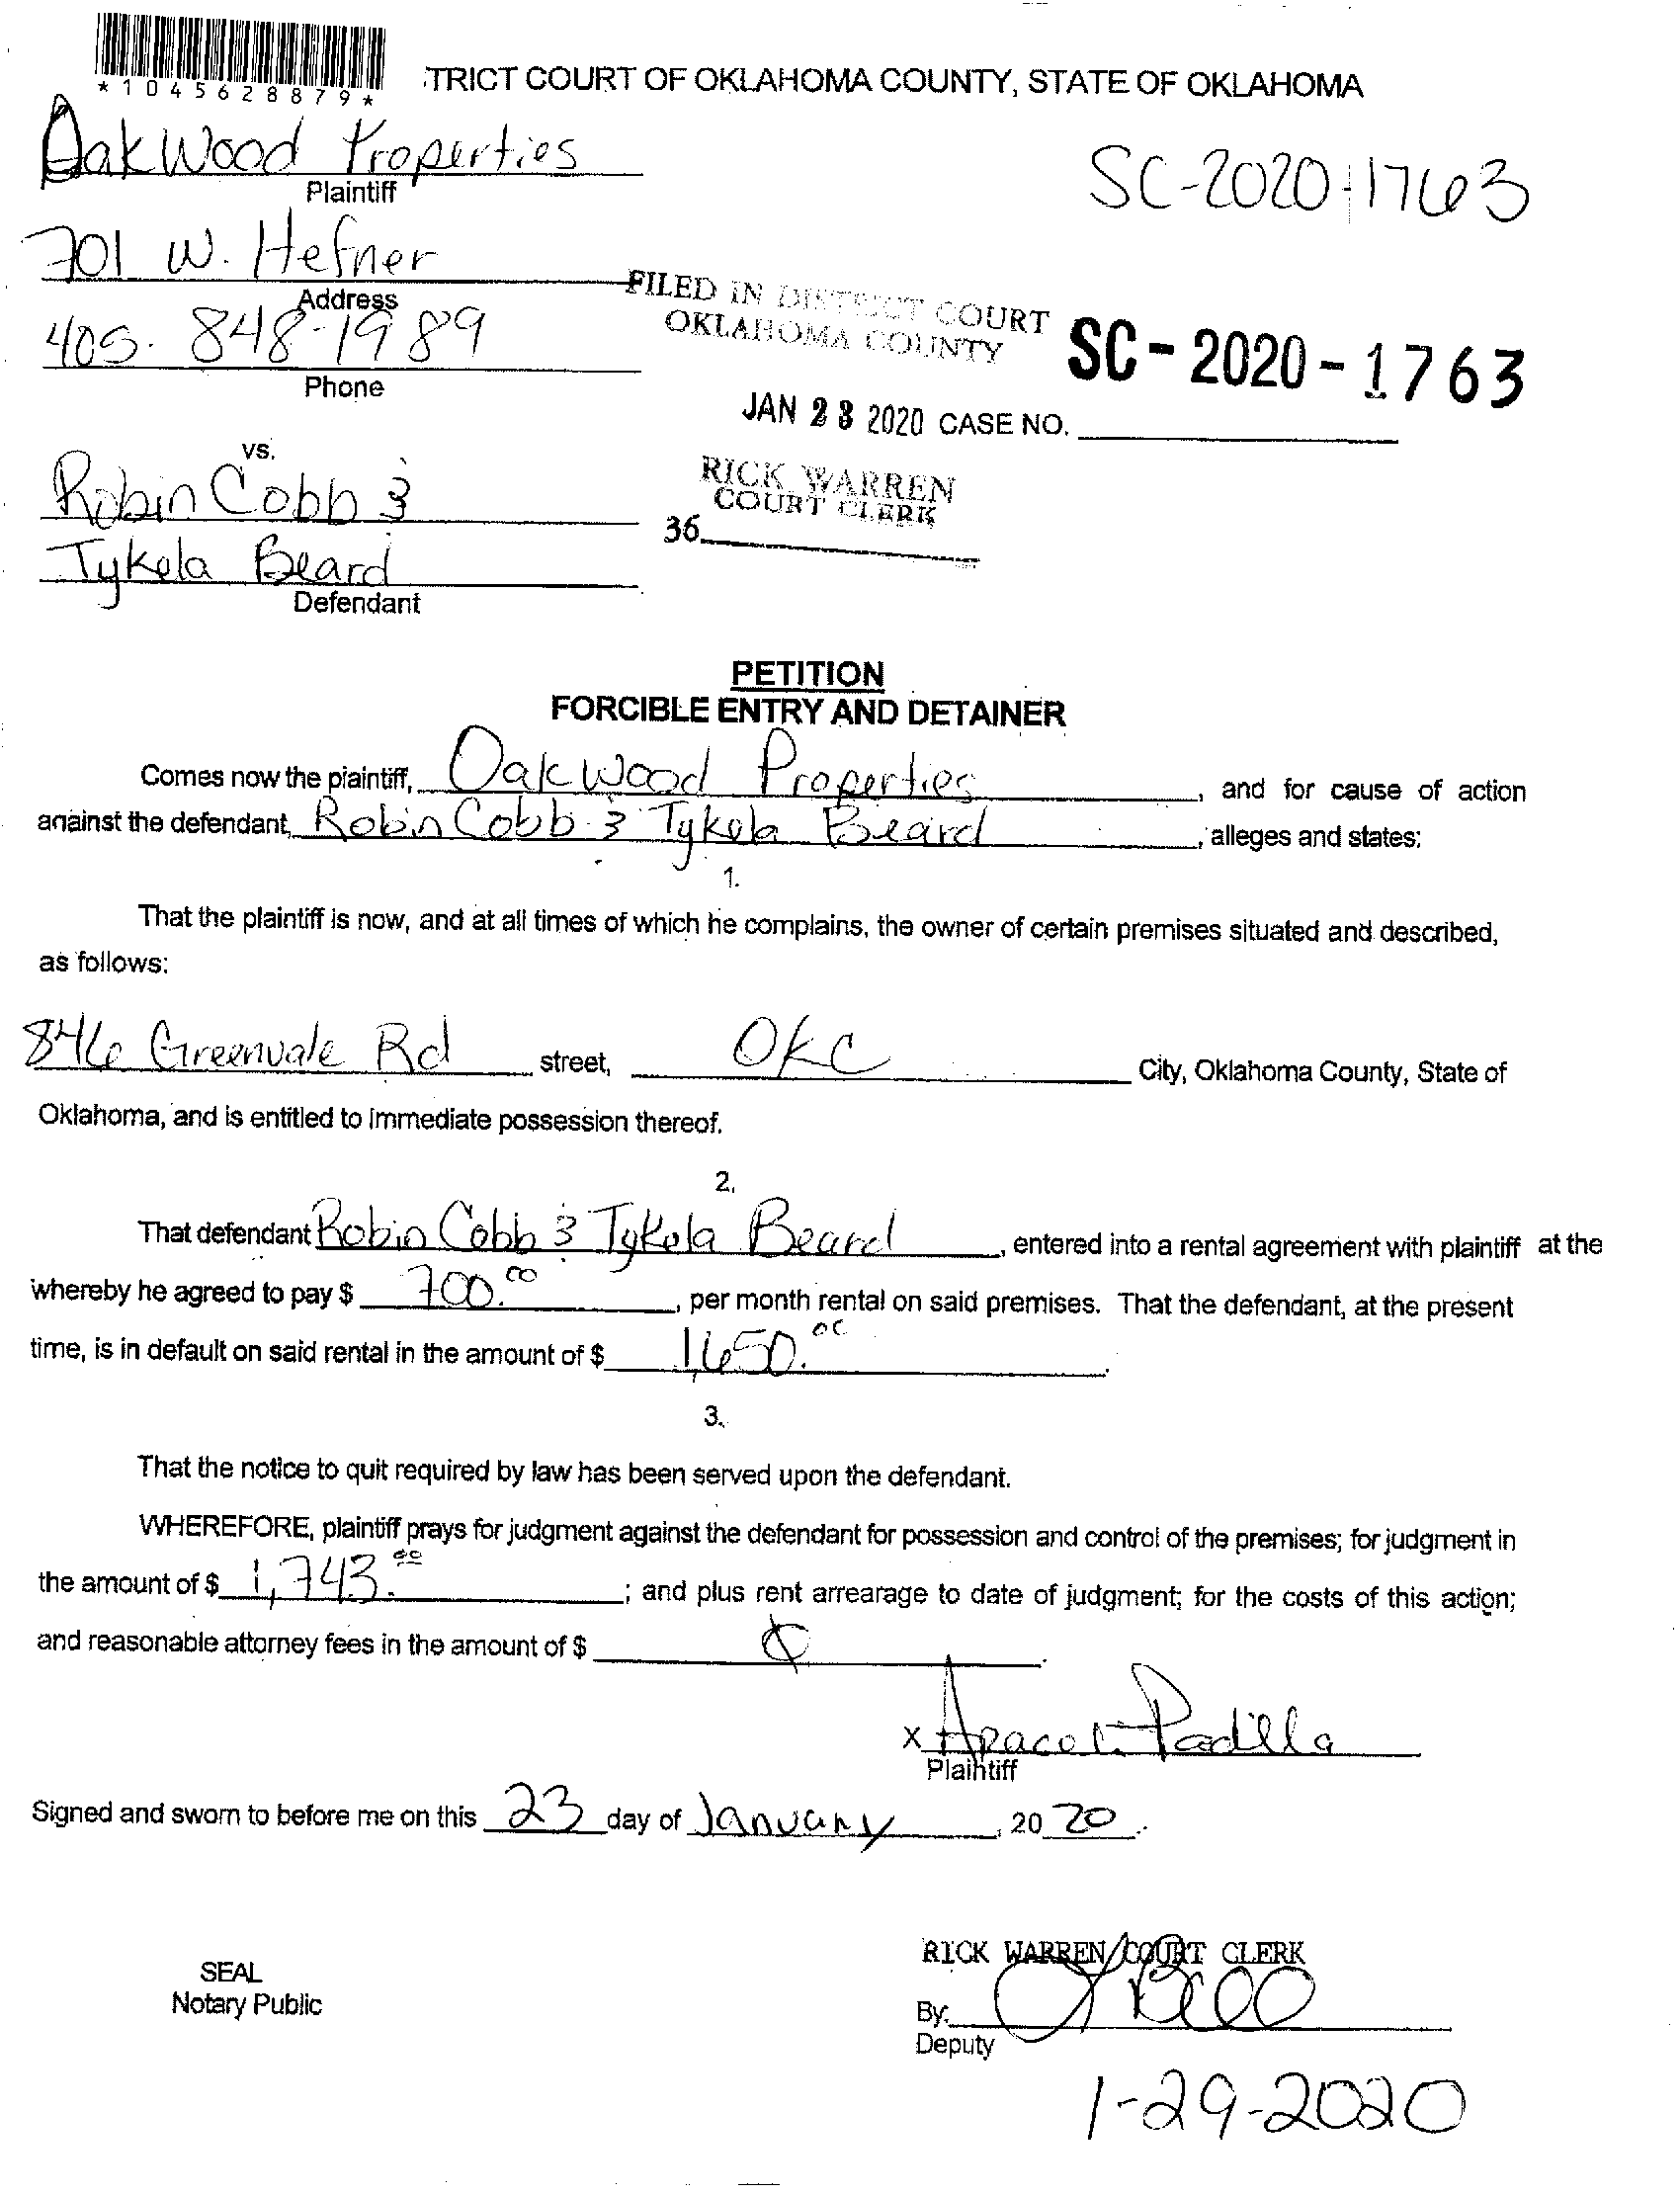 *1045628879*
TRICT COURT OF OKLAHOMA COUNTY, STATE OF OKLAHOMA
OakWood Properties
Plaintiff
SC-2020-1763
701 W. Hefner
Address
405. 848-1989
Phone
FILED IN DISTRICT COURT
OKLAHOMA COUNTY
SC-2020-1763
JAN 23 2020 CASE NO.
vs.
RICK WARREN
COURT CLERK
36
Robin Cobb &
Tykela Beard
Defendant
PETITION
FORCIBLE ENTRY AND DETAINER
Comes now the plaintiff, Oakwood Properties, and for cause of action
against the defendant, Robin Cobb & Tykela Beard, alleges and states:
1.
That the plaintiff is now, and at all times of which he complains, the owner of certain premises situated and described,
as follows:
846 Greenvale Rd street, OKC City, Oklahoma County, State of
Oklahoma, and is entitled to immediate possession thereof.
2.
That defendant Robin Cobb & Tykela Beard, entered into a rental agreement with plaintiff at the
whereby he agreed to pay $ 700.00, per month rental on said premises. That the defendant, at the present
time, is in default on said rental in the amount of $ 1,650.00.
3.
That the notice to quit required by law has been served upon the defendant.
WHEREFORE, plaintiff prays for judgment against the defendant for possession and control of the premises; for judgment in
the amount of $ 1,743.00; and plus rent arrearage to date of judgment; for the costs of this action;
and reasonable attorney fees in the amount of $
x Padilla
Plaintiff
Signed and sworn to before me on this 23 day of January, 20 20.
SEAL
Notary Public
RICK WARREN, COURT CLERK
By:
Deputy
1-29-2020